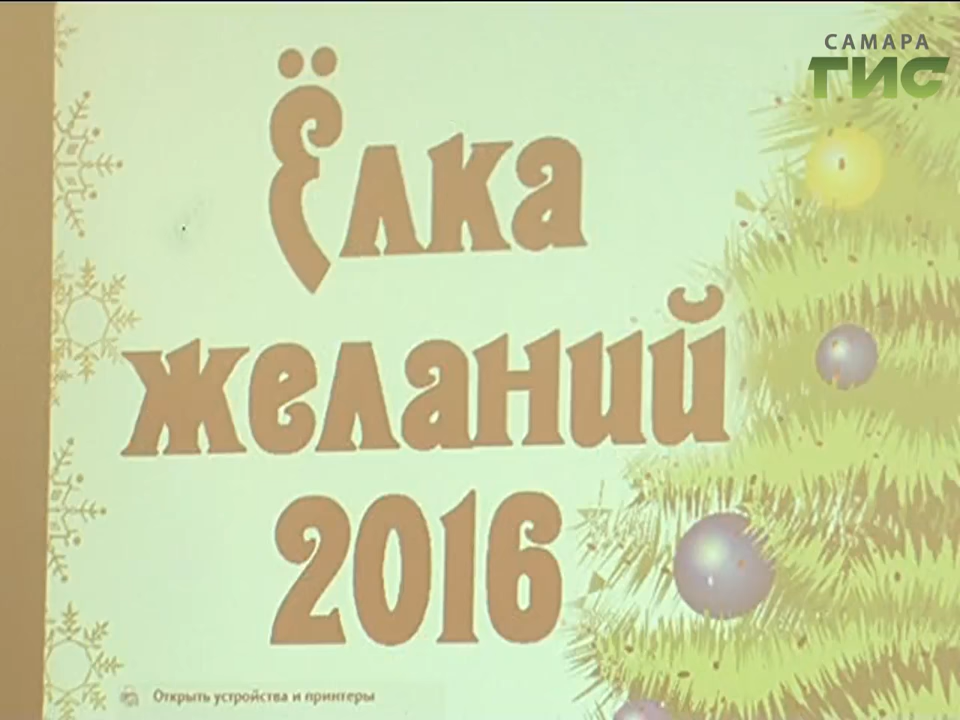 САМАРА
ГИС
Ёлка
желаний
2016
Открыть устройства и принтеры